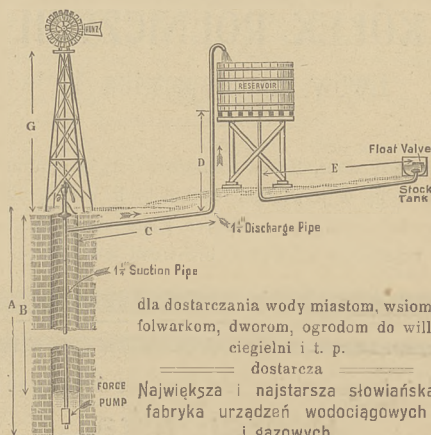 KUNZ
G
RESERVOIR
D
E
Float Valve
Stock
Tank
C
1¼" Discharge Pipe
1¼" Suction Pipe
A
B
FORCE
PUMP
dla dostarczania wody miastom, wsiom
folwarkom, dworom, ogrodom do will
cegielni i t. p.
dostarcza
Największa i najstarsza słowiańska
fabryka urządzeń wodociągowych
i gazowych